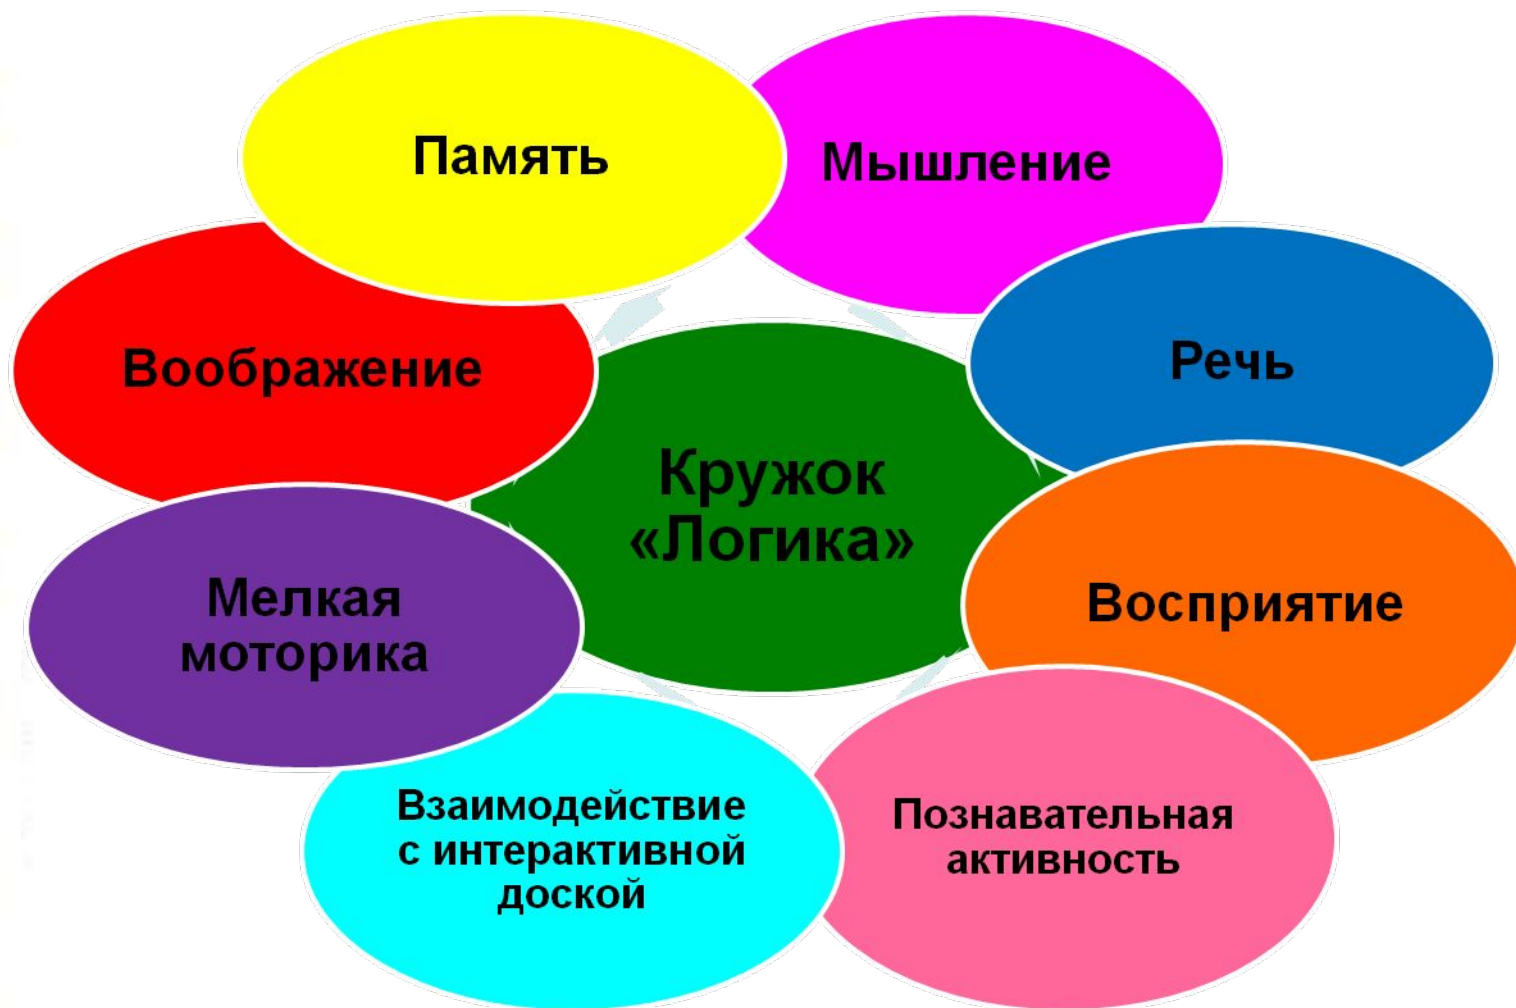 Память
Мышление
Речь
Воображение
Кружок
«Логика»
Восприятие
Мелкая
моторика
Взаимодействие
с интерактивной
доской
Познавательная
активность